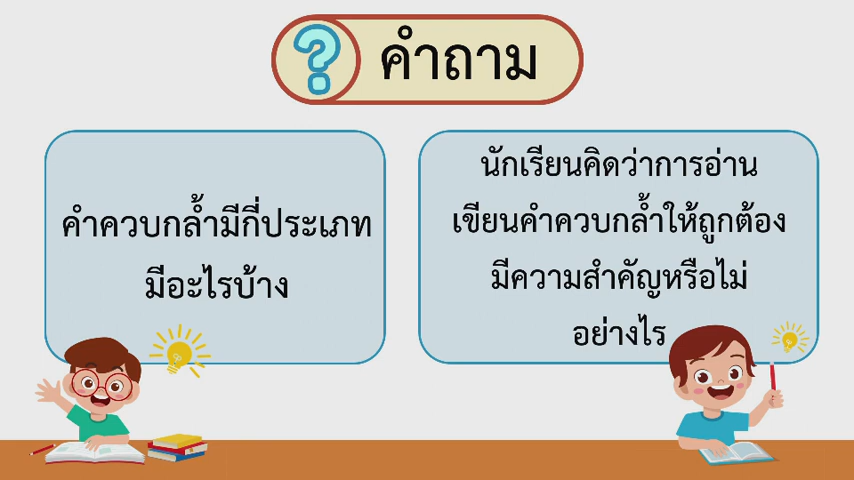 ? คำถาม
คำควบกล้ำมีกี่ประเภท
มีอะไรบ้าง
นักเรียนคิดว่าการอ่าน
เขียนคำควบกล้ำให้ถูกต้อง
มีความสำคัญหรือไม่
อย่างไร